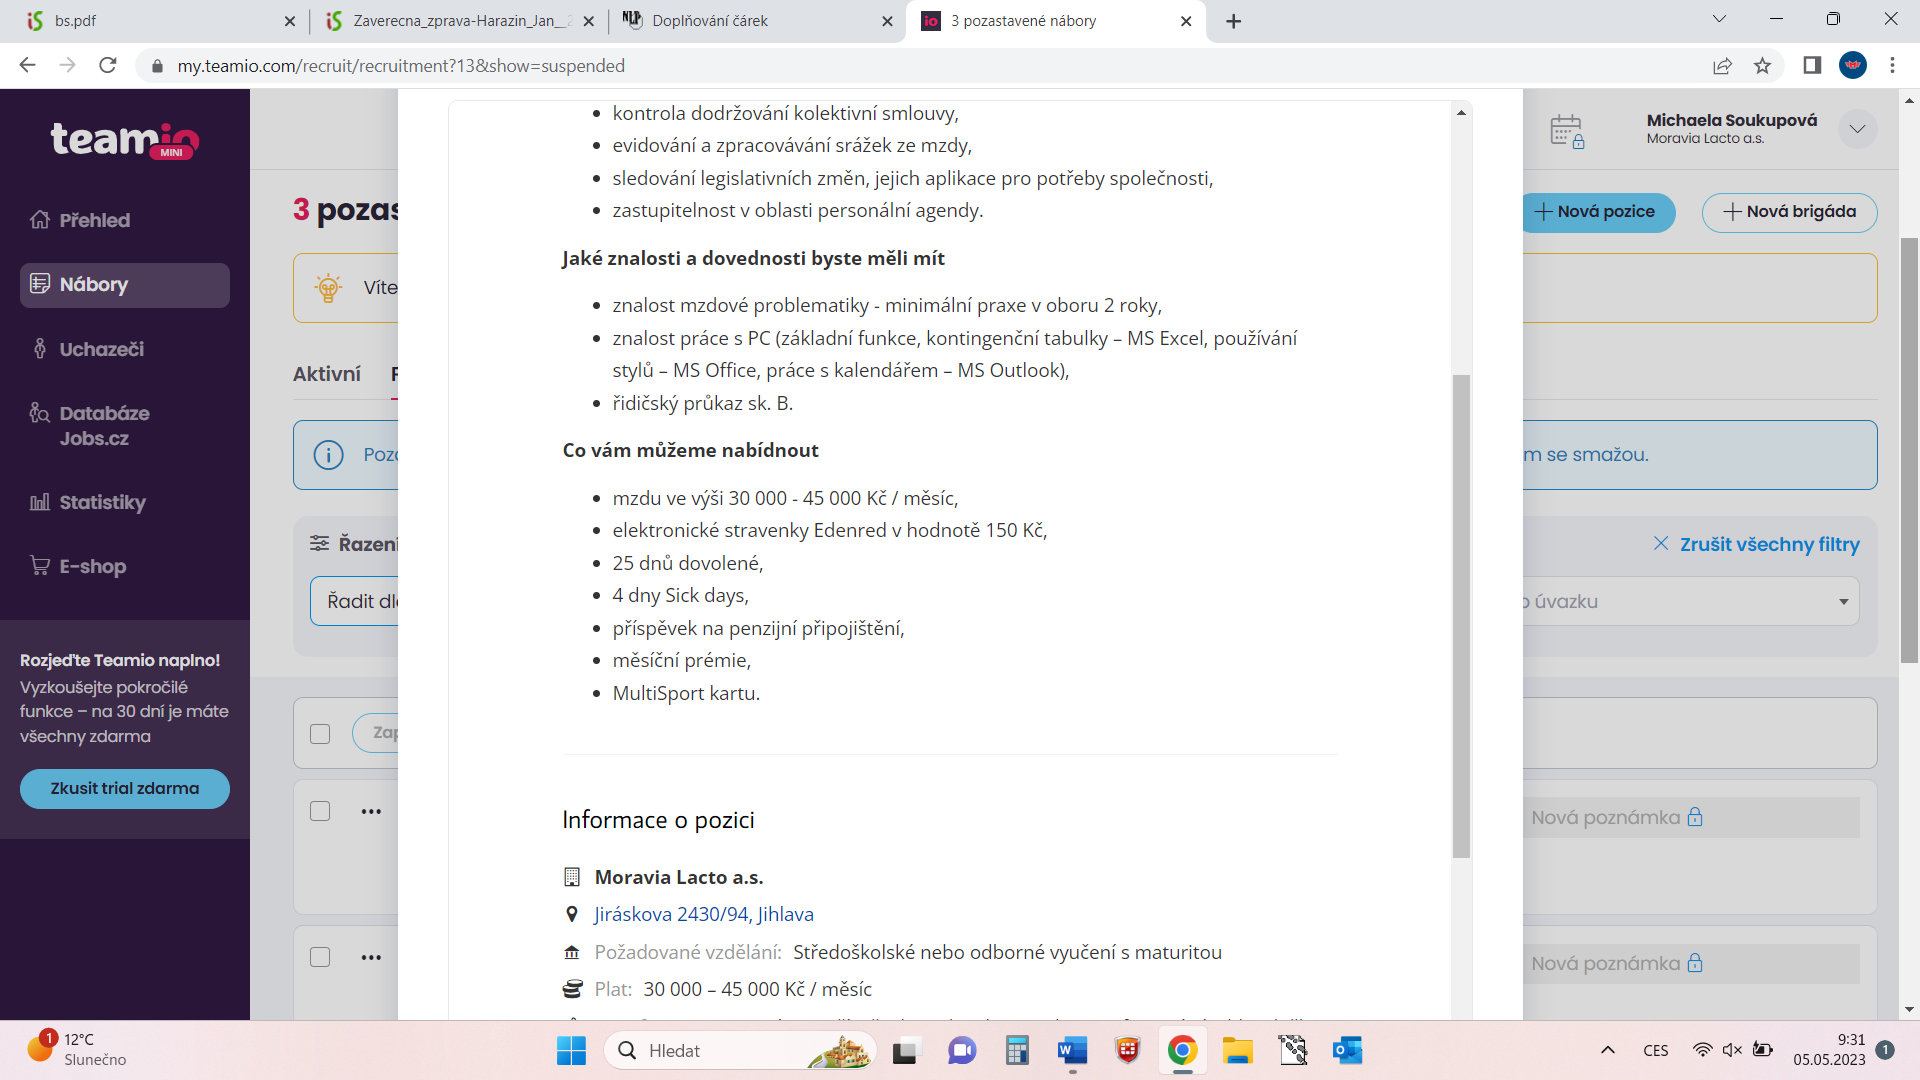 bs.pdf
Zaverecna_zprava-Harazin_Jan__2
Doplňování čárek
3 pozastavené nábory
my.teamio.com/recruit/recruitment?13&show=suspended
teamio
MINI
Přehled
Nábory
Uchazeči
Databáze
Jobs.cz
Statistiky
E-shop
Rozjeďte Teamio naplno!
Vyzkoušejte pokročilé
funkce – na 30 dní je máte
všechny zdarma
Zkusit trial zdarma
3 pozas
Víte
Aktivní
Poz
Řazení
Řadit dl
Zap
kontrola dodržování kolektivní smlouvy,
evidování a zpracovávání srážek ze mzdy,
sledování legislativních změn, jejich aplikace pro potřeby společnosti,
zastupitelnost v oblasti personální agendy.
Jaké znalosti a dovednosti byste měli mít
znalost mzdové problematiky - minimální praxe v oboru 2 roky,
znalost práce s PC (základní funkce, kontingenční tabulky – MS Excel, používání
stylů – MS Office, práce s kalendářem – MS Outlook),
řidičský průkaz sk. B.
Co vám můžeme nabídnout
mzdu ve výši 30 000 - 45 000 Kč / měsíc,
elektronické stravenky Edenred v hodnotě 150 Kč,
25 dnů dovolené,
4 dny Sick days,
příspěvek na penzijní připojištění,
měsíční prémie,
MultiSport kartu.
Informace o pozici
Moravia Lacto a.s.
Jiráskova 2430/94, Jihlava
Požadované vzdělání: Středoškolské nebo odborné vyučení s maturitou
Plat: 30 000 – 45 000 Kč / měsíc
Michaela Soukupová
Moravia Lacto a.s.
Nová pozice
Nová brigáda
m se smažou.
Zrušit všechny filtry
o úvazku
Nová poznámka
Nová poznámka
1
12°C
Slunečno
Hledat
CES
9:31
05.05.2023
1